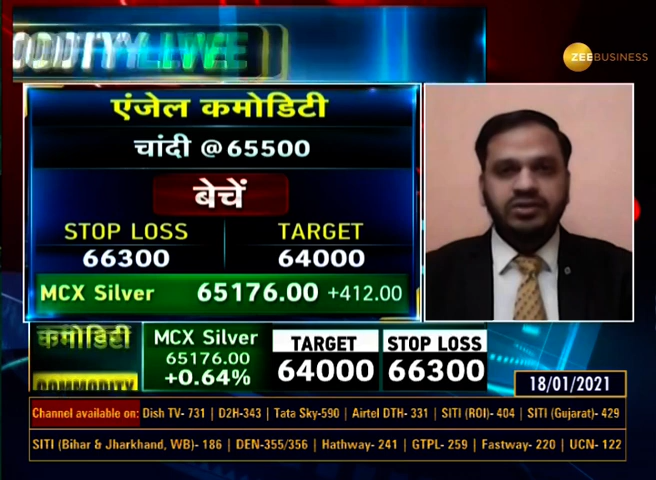 COMMODITY LIVE
ZEE BUSINESS
एंजेल कमोडिटी
चांदी @ 65500
बेचें
STOP LOSS
66300
TARGET
64000
MCX Silver 65176.00 +412.00
कमोडिटी
COMMODITY
MCX Silver
65176.00
+0.64%
TARGET
64000
STOP LOSS
66300
18/01/2021
Channel available on: Dish TV- 731 | D2H-343 | Tata Sky-590 | Airtel DTH- 331 | SITI (ROI)- 404 | SITI (Gujarat)- 429
SITI (Bihar & Jharkhand, WB)- 186 | DEN-355/356 | Hathway- 241 | GTPL- 259 | Fastway- 220 | UCN- 122